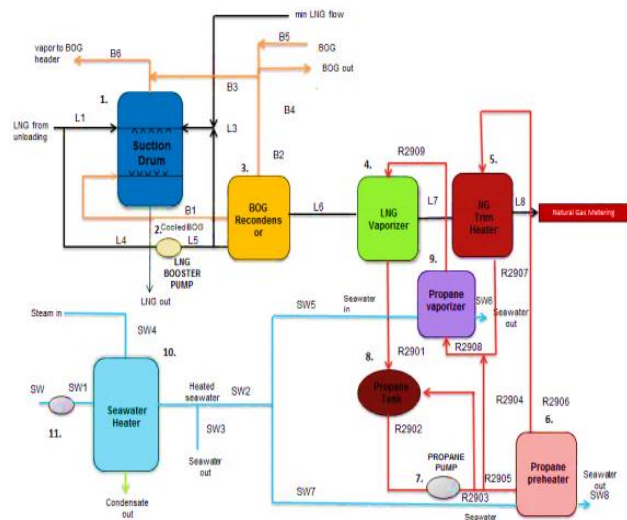 min LNG flow
B6
B5
vapor to BOG
header
BOG
BOG out
B3
1.
B4
LNG from
unloading
L1
L3
Suction
Drum
B2
3.
4.
R2909
5.
BOG
Recondens
or
LNG
Vaporizer
NG
Trim
Heater
L6
L7
L8
Natural Gas Metering
B1
2.
Cooled BOG
L4
L5
LNG
BOOSTER
PUMP
9.
R2907
Propane
vaporizer
LNG out
SW5
Seawater
in
SW6
Seawater
out
Steam in
SW4
10.
R2901
R2908
8.
Propane
Tank
R2904
R2906
SW
SW1
Seawater
Heater
Heated
seawater
SW2
6.
11.
SW3
R2902
Seawater
out
7.
PROPANE
PUMP
R2905
R2903
Propane
preheater
Seawater
out
SW8
SW7
Condensate
out
Seawater